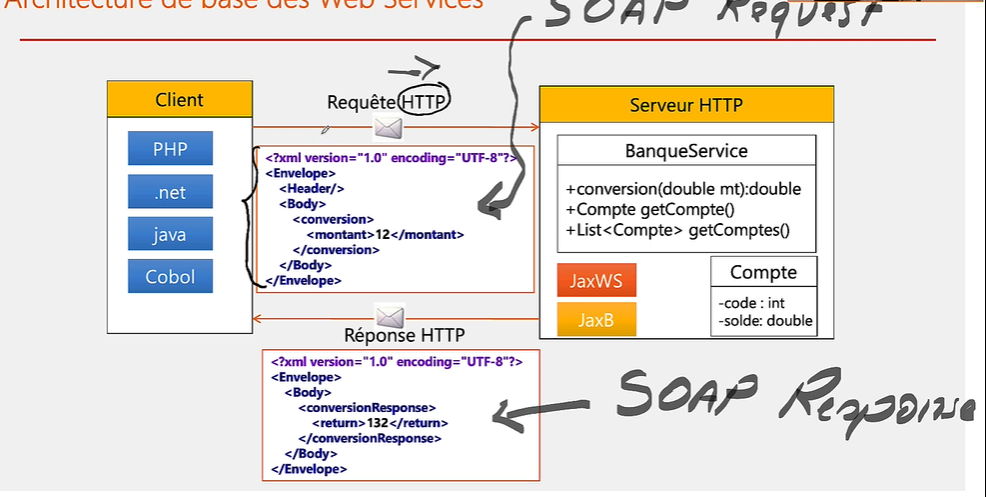 Architecture de base des Web Services
SOAP Request
Client
PHP
.net
java
Cobol
Requête HTTP
<?xml version="1.0" encoding="UTF-8"?>
<Envelope>
<Header/>
<Body>
<conversion>
<montant>12</montant>
</conversion>
</Body>
</Envelope>
Serveur HTTP
BanqueService
+conversion(double mt):double
+Compte getCompte()
+List<Compte> getComptes()
JaxWS
JaxB
Compte
-code : int
-solde: double
Réponse HTTP
<?xml version="1.0" encoding="UTF-8"?>
<Envelope>
<Body>
<conversionResponse>
<return>132</return>
</conversionResponse>
</Body>
</Envelope>
SOAP Response